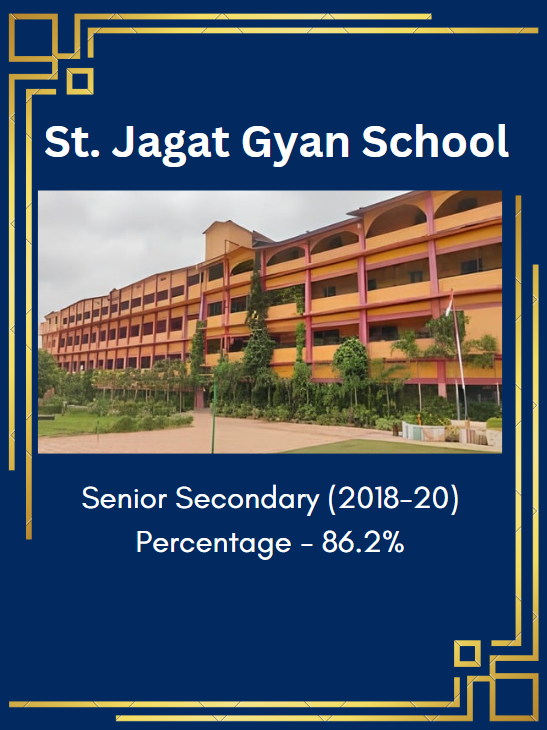 St. Jagat Gyan School
Senior Secondary (2018-20)
Percentage - 86.2%